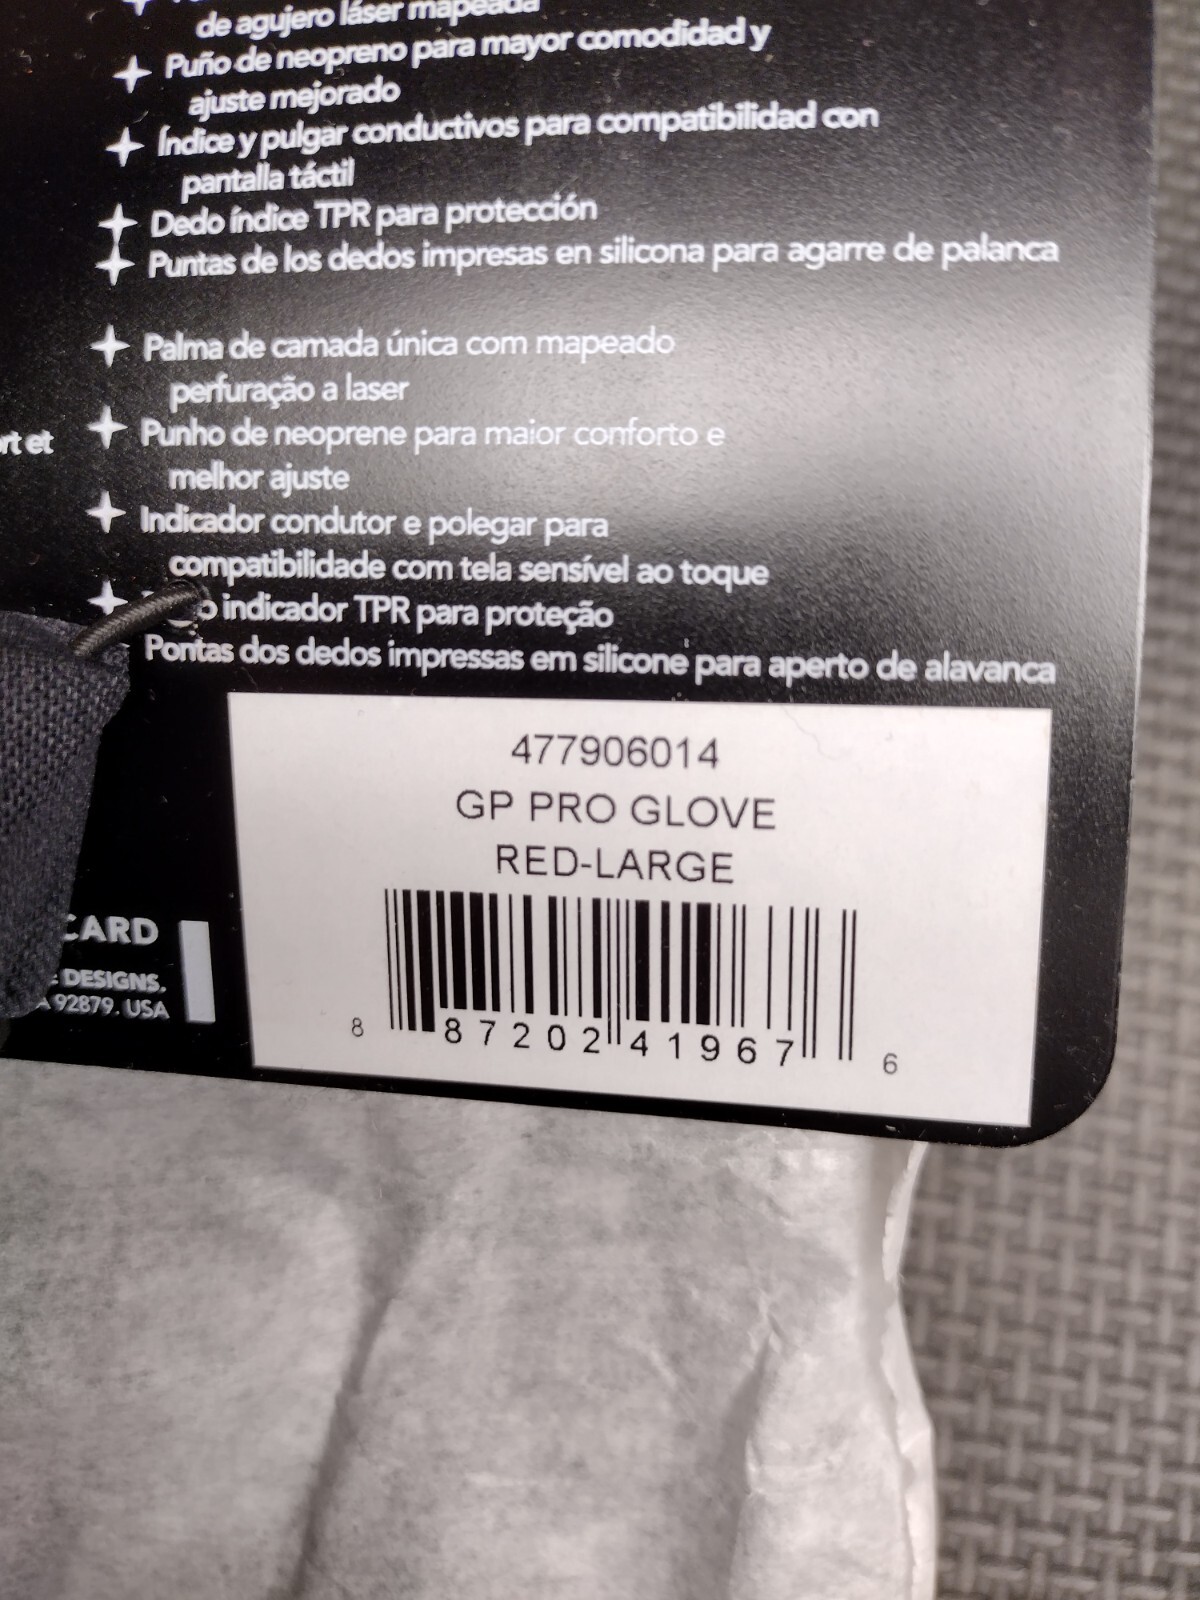 de agujero láser mapeada
Puño de neopreno para mayor comodidad y
ajuste mejorado
Índice y pulgar conductivos para compatibilidad con
pantalla táctil
Dedo índice TPR para protección
Puntas de los dedos impresas en silicona para agarre de palanca
Palma de camada única com mapeado
perfuração a laser
rt et
Punho de neoprene para maior conforto e
melhor ajuste
Indicador condutor e polegar para
compatibilidade com tela sensível ao toque
indicador TPR para proteção
Pontas dos dedos impressas em silicone para aperto de alavanca
477906014
GP PRO GLOVE
RED-LARGE
CARD
DESIGNS,
A 92879. USA
8 87202 41967 6